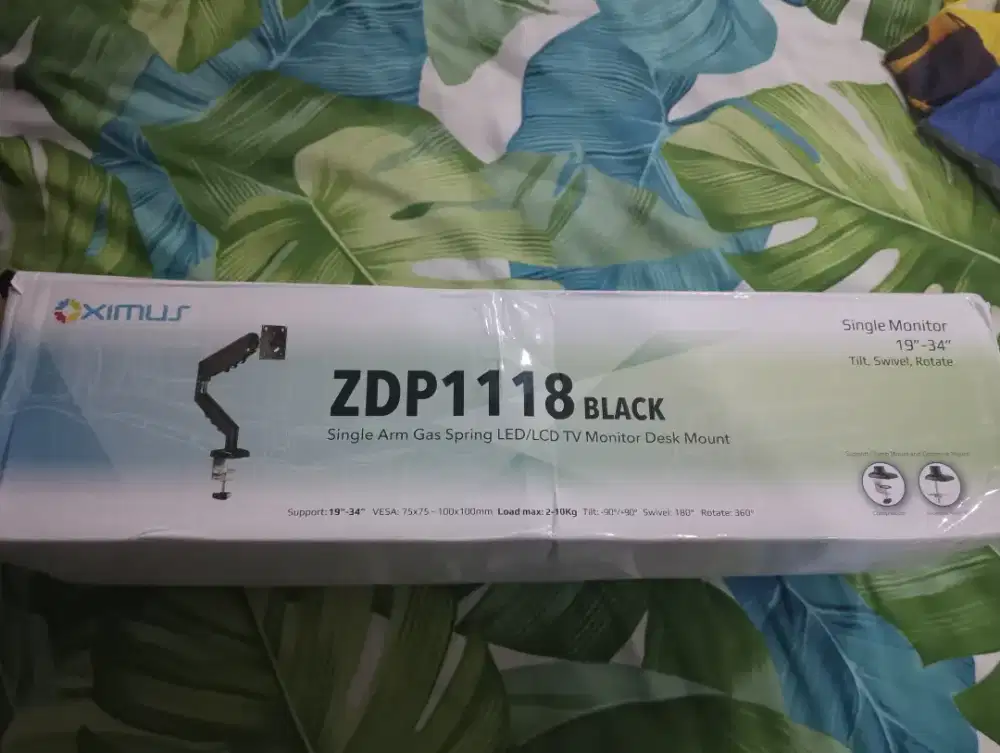 OXIMUS
Single Monitor
19"-34"
Tilt, Swivel, Rotate
ZDP1118 BLACK
Single Arm Gas Spring LED/LCD TV Monitor Desk Mount
Support: 19"-34" VESA: 75x75~100x100mm Load max: 2-10Kg Tilt: -90°/+90° Swivel: 180° Rotate: 360°